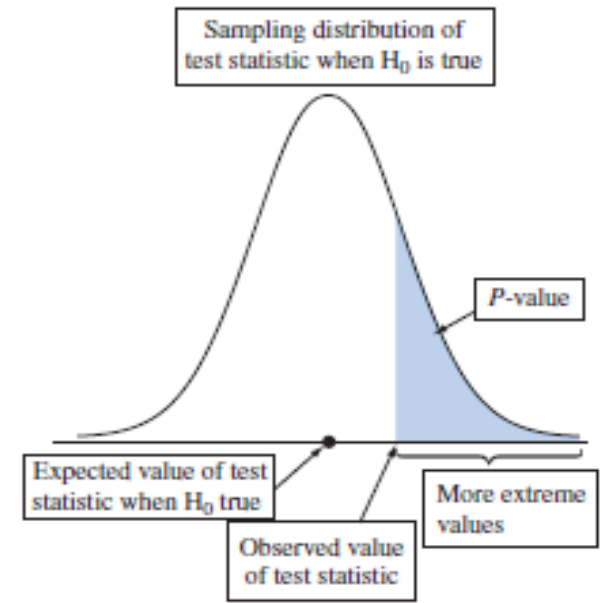 Sampling distribution of
test statistic when H₀ is true
P-value
Expected value of test
statistic when H₀ true
More extreme
values
Observed value
of test statistic